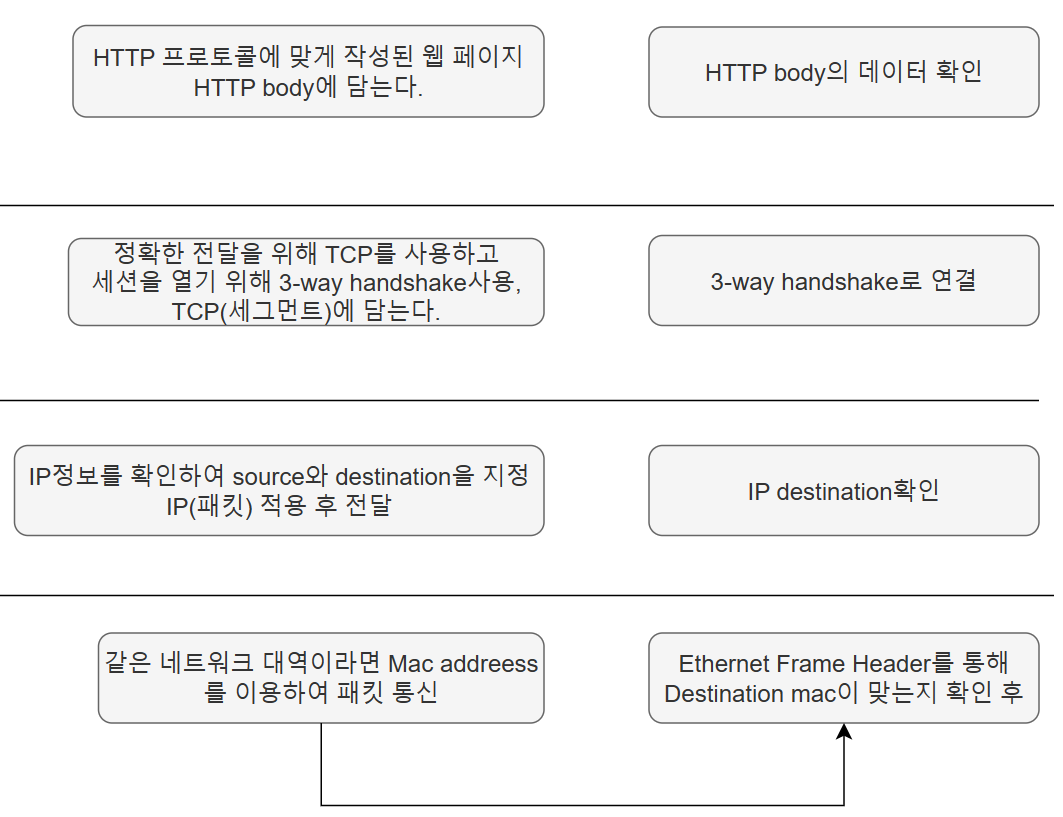 HTTP 프로토콜에 맞게 작성된 웹 페이지
HTTP body에 담는다.
HTTP body의 데이터 확인
정확한 전달을 위해 TCP를 사용하고
세션을 열기 위해 3-way handshake사용,
TCP(세그먼트)에 담는다.
3-way handshake로 연결
IP정보를 확인하여 source와 destination을 지정
IP(패킷) 적용 후 전달
IP destination확인
같은 네트워크 대역이라면 Mac addreess
를 이용하여 패킷 통신
Ethernet Frame Header를 통해
Destination mac이 맞는지 확인 후